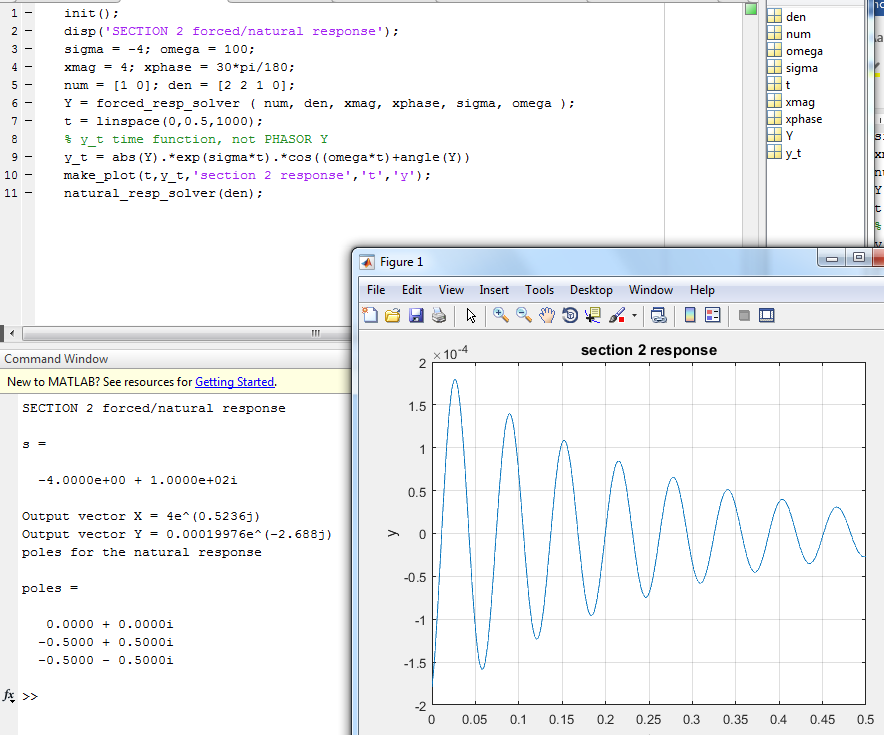 1 – init();
2 – disp('SECTION 2 forced/natural response');
3 – sigma = -4; omega = 100;
4 – xmag = 4; xphase = 30*pi/180;
5 – num = [1 0]; den = [2 2 1 0];
6 – Y = forced_resp_solver ( num, den, xmag, xphase, sigma, omega );
7 – t = linspace(0,0.5,1000);
8 % y_t time function, not PHASOR Y
9 – y_t = abs(Y).*exp(sigma*t).*cos((omega*t)+angle(Y))
10 – make_plot(t,y_t,'section 2 response','t','y');
11 – natural_resp_solver(den);
den
num
omega
sigma
t
xmag
xphase
Y
y_t
Command Window
New to MATLAB? See resources for Getting Started.
SECTION 2 forced/natural response
s =
-4.0000e+00 + 1.0000e+02i
Output vector X = 4e^(0.5236j)
Output vector Y = 0.00019976e^(-2.688j)
poles for the natural response
poles =
0.0000 + 0.0000i
-0.5000 + 0.5000i
-0.5000 - 0.5000i
fx >>
Figure 1
File Edit View Insert Tools Desktop Window Help
section 2 response
×10^-4
2
1.5
1
0.5
0
-0.5
-1
-1.5
-2
y
0 0.05 0.1 0.15 0.2 0.25 0.3 0.35 0.4 0.45 0.5